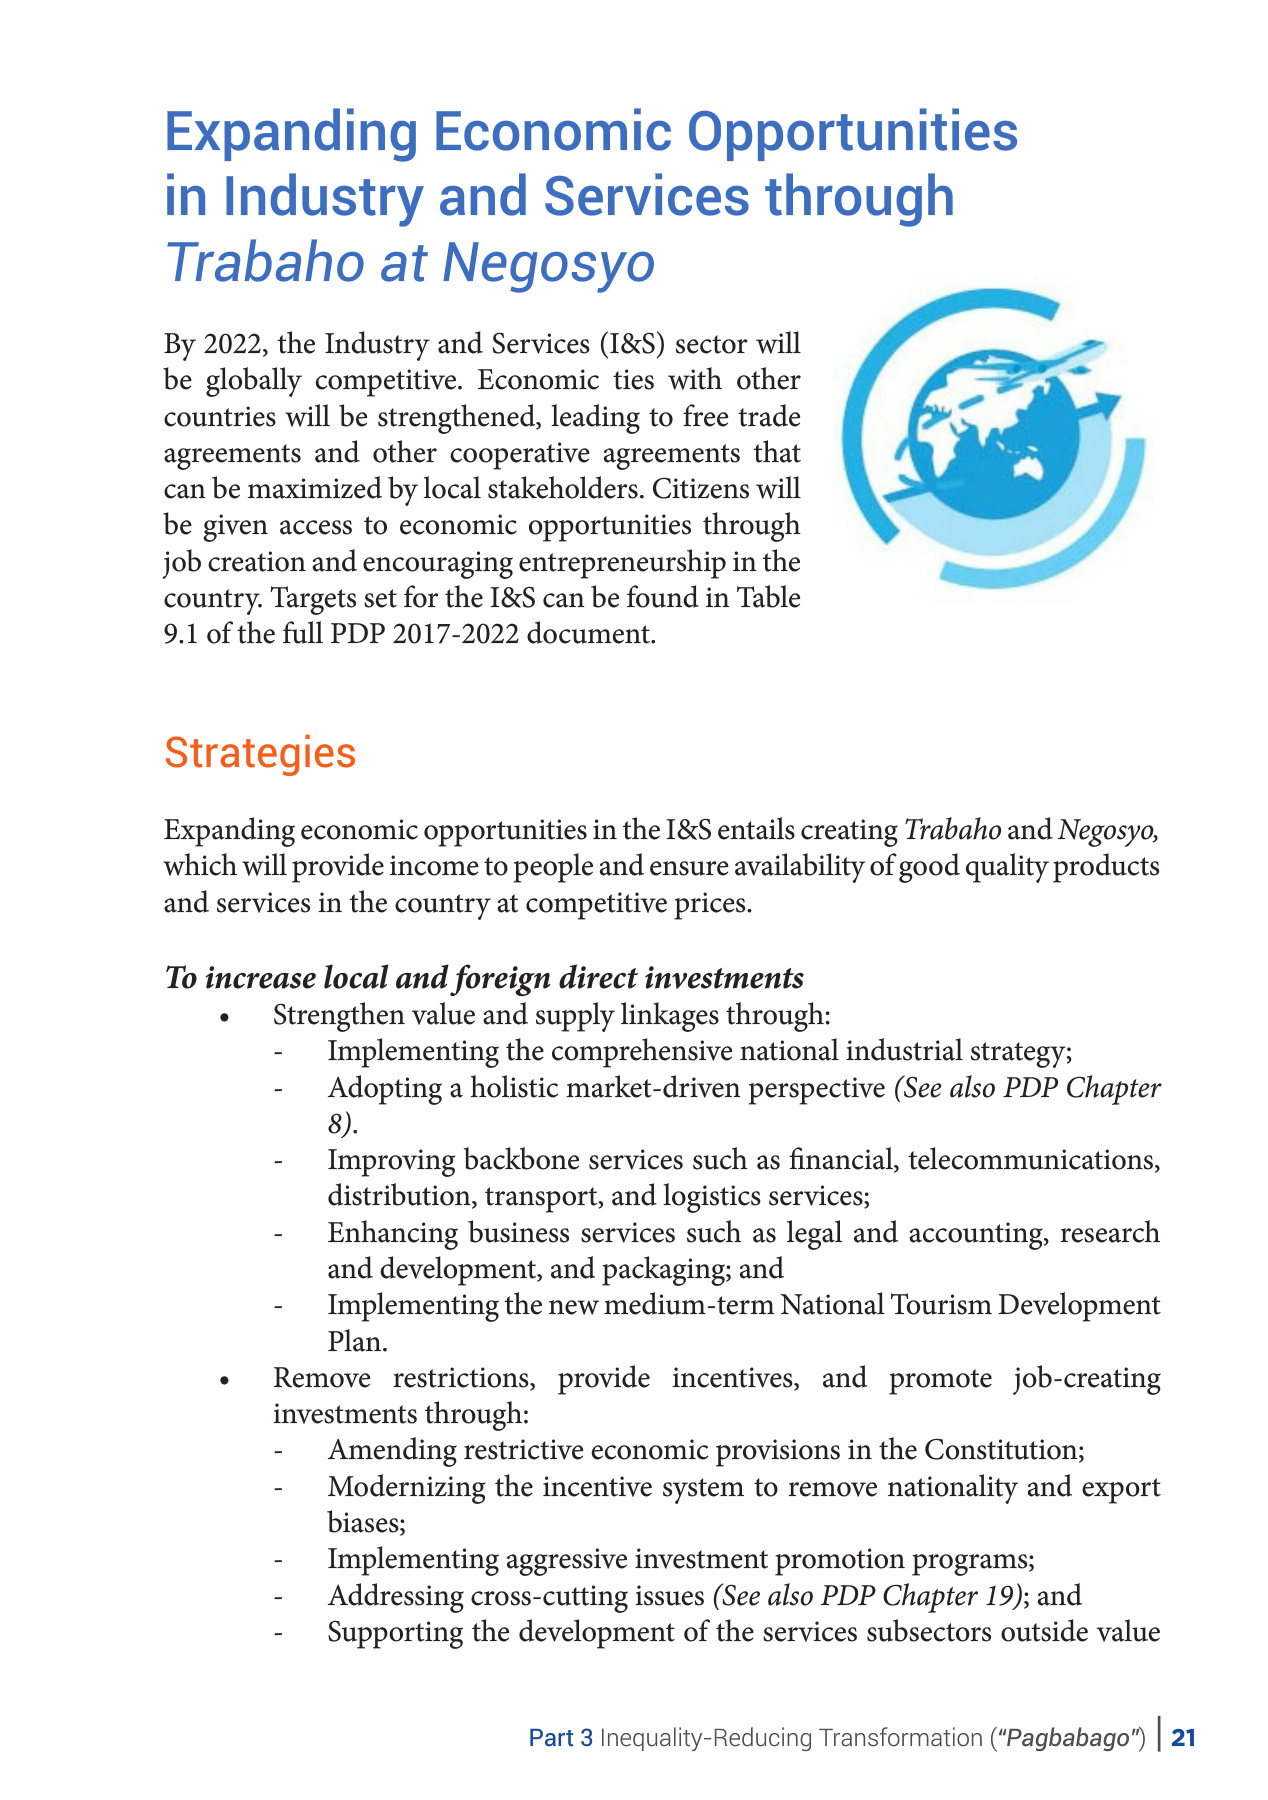 Expanding Economic Opportunities
in Industry and Services through
Trabaho at Negosyo
By 2022, the Industry and Services (I&S) sector will
be globally competitive. Economic ties with other
countries will be strengthened, leading to free trade
agreements and other cooperative agreements that
can be maximized by local stakeholders. Citizens will
be given access to economic opportunities through
job creation and encouraging entrepreneurship in the
country. Targets set for the I&S can be found in Table
9.1 of the full PDP 2017-2022 document.
Strategies
Expanding economic opportunities in the I&S entails creating Trabaho and Negosyo,
which will provide income to people and ensure availability of good quality products
and services in the country at competitive prices.
To increase local and foreign direct investments
• Strengthen value and supply linkages through:
- Implementing the comprehensive national industrial strategy;
- Adopting a holistic market-driven perspective (See also PDP Chapter
8).
- Improving backbone services such as financial, telecommunications,
distribution, transport, and logistics services;
- Enhancing business services such as legal and accounting, research
and development, and packaging; and
- Implementing the new medium-term National Tourism Development
Plan.
• Remove restrictions, provide incentives, and promote job-creating
investments through:
- Amending restrictive economic provisions in the Constitution;
- Modernizing the incentive system to remove nationality and export
biases;
- Implementing aggressive investment promotion programs;
- Addressing cross-cutting issues (See also PDP Chapter 19); and
- Supporting the development of the services subsectors outside value
Part 3 Inequality-Reducing Transformation (“Pagbabago”) | 21